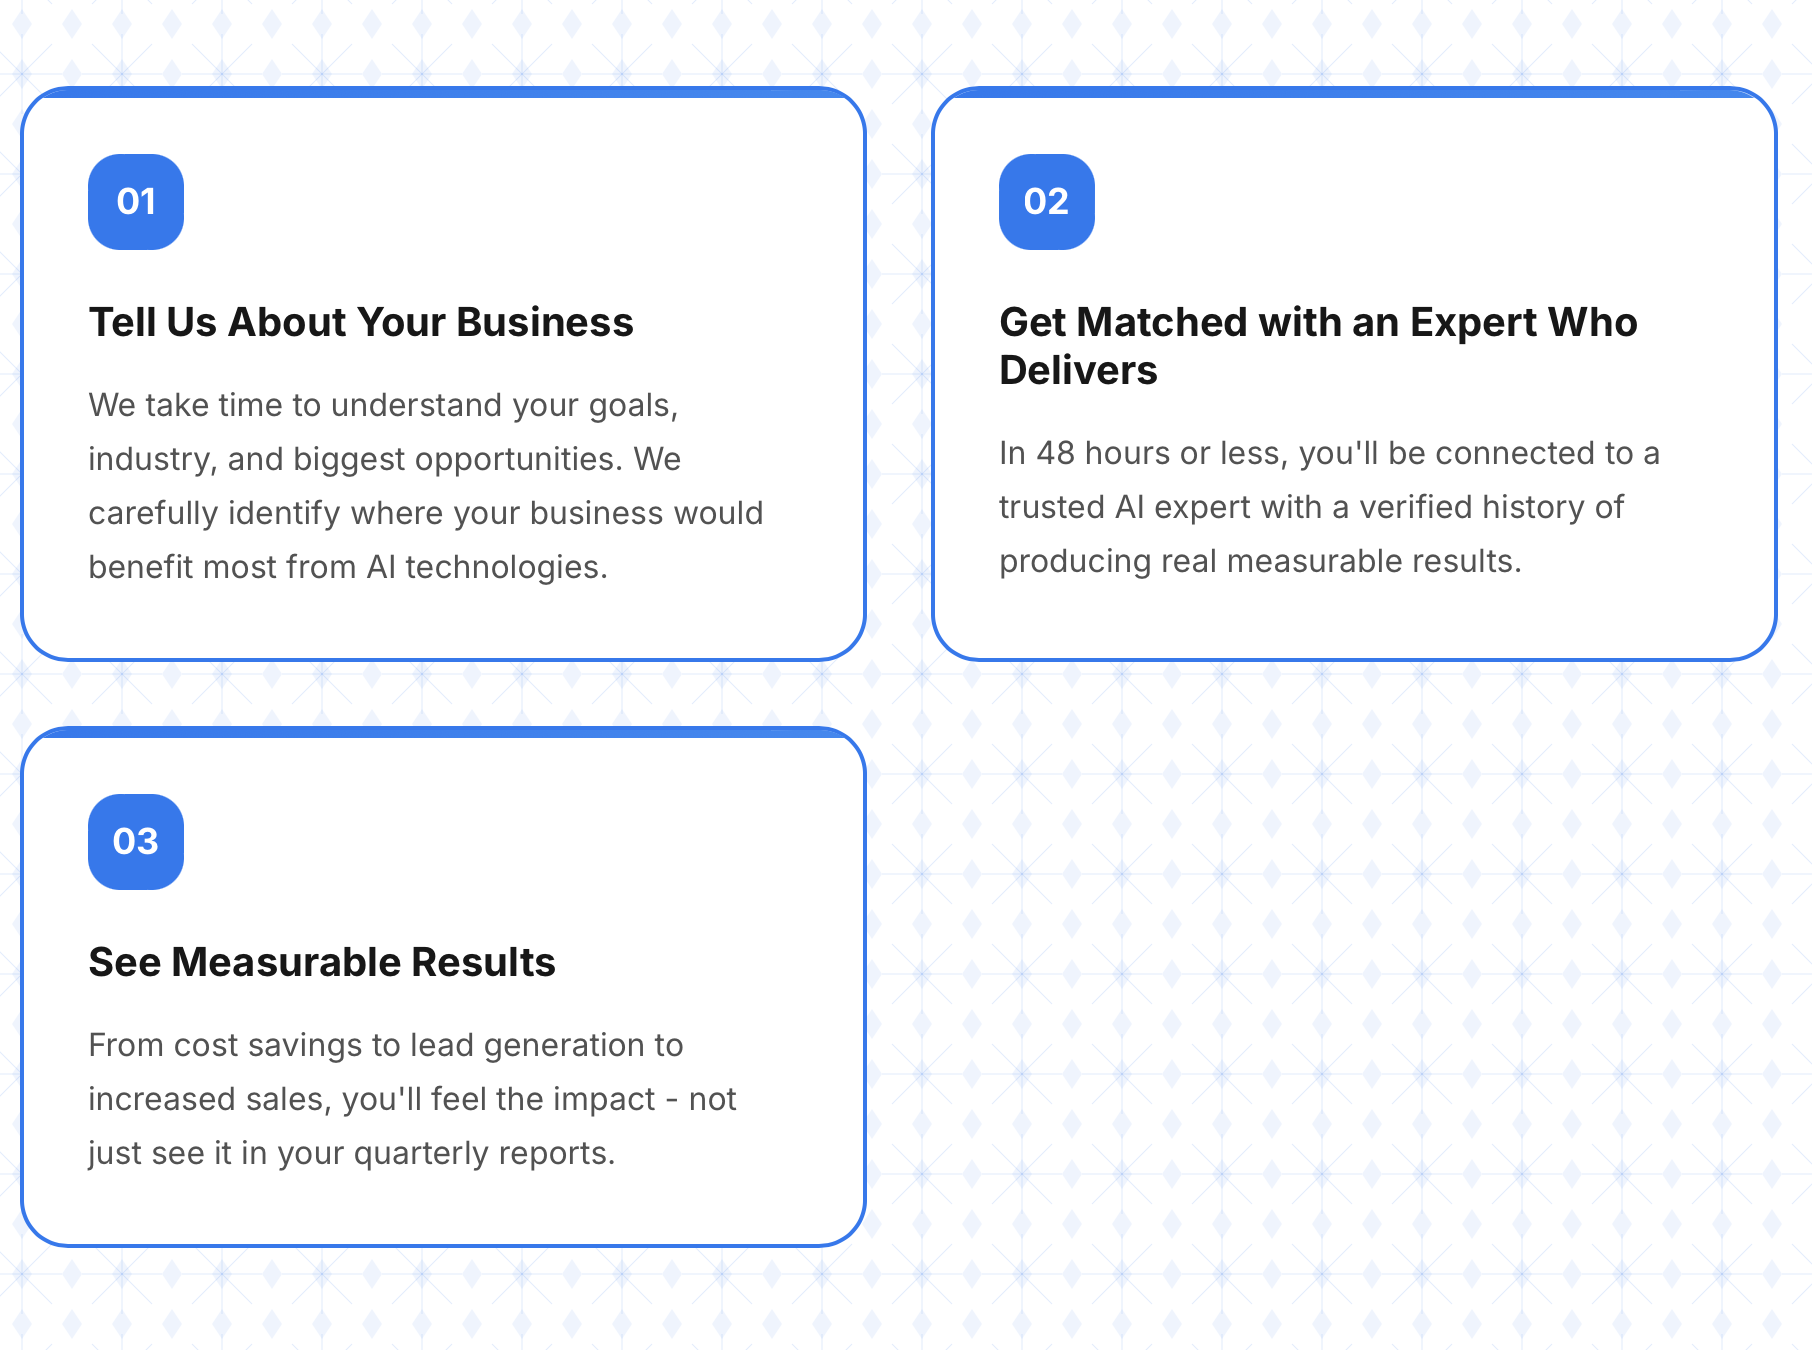 01
Tell Us About Your Business
We take time to understand your goals,
industry, and biggest opportunities. We
carefully identify where your business would
benefit most from AI technologies.
02
Get Matched with an Expert Who
Delivers
In 48 hours or less, you'll be connected to a
trusted AI expert with a verified history of
producing real measurable results.
03
See Measurable Results
From cost savings to lead generation to
increased sales, you'll feel the impact - not
just see it in your quarterly reports.